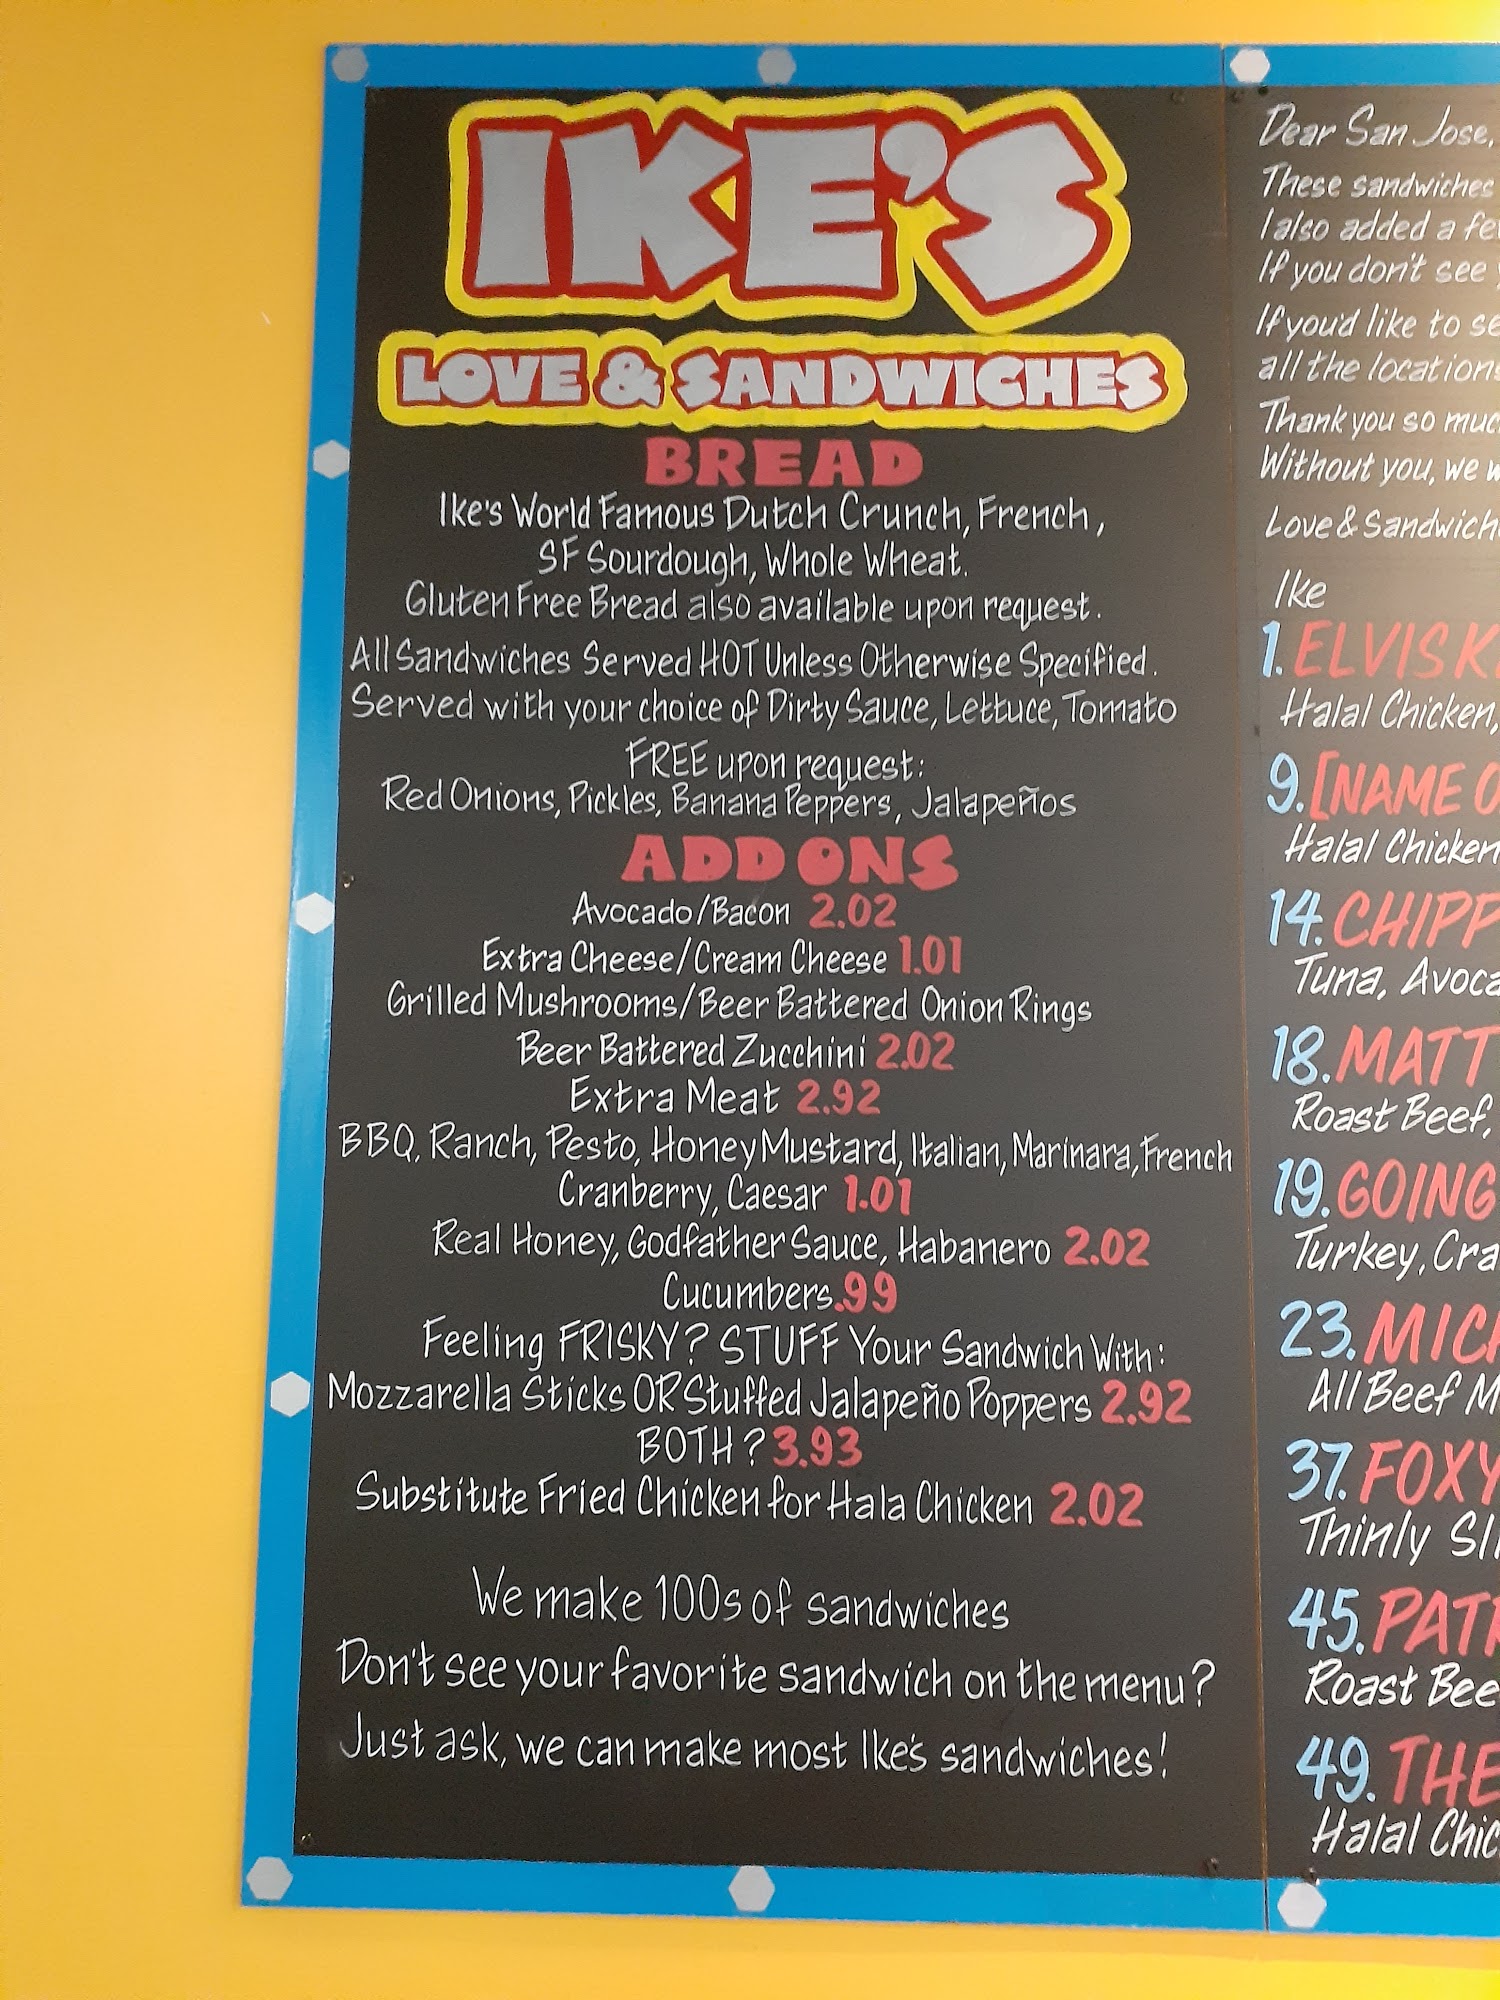 IKE'S
LOVE & SANDWICHES
BREAD
Ike's World Famous Dutch Crunch, French,
SF Sourdough, Whole Wheat.
Gluten Free Bread also available upon request.
All Sandwiches Served HOT Unless Otherwise Specified.
Served with your choice of Dirty Sauce, Lettuce, Tomato
FREE upon request:
Red Onions, Pickles, Banana Peppers, Jalapeños
ADD ONS
Avocado/Bacon 2.02
Extra Cheese/Cream Cheese 1.01
Grilled Mushrooms/Beer Battered Onion Rings
Beer Battered Zucchini 2.02
Extra Meat 2.92
BBQ, Ranch, Pesto, Honey Mustard, Italian, Marinara, French
Cranberry, Caesar 1.01
Real Honey, Godfather Sauce, Habanero 2.02
Cucumbers .99
Feeling FRISKY? STUFF Your Sandwich With:
Mozzarella Sticks OR Stuffed Jalapeño Poppers 2.92
BOTH? 3.93
Substitute Fried Chicken for Hala Chicken 2.02
We make 100s of sandwiches
Don't see your favorite sandwich on the menu?
Just ask, we can make most Ike's sandwiches!
Dear San Jose,
These sandwiches
I also added a
If you don't see
If you'd like to
all the locations
Thank you so
Without you, we
Love & Sandwich
Ike
1. ELVIS
Halal Chicken,
9. [NAME
Halal Chicken
14. CHIPP
Tuna, Avoca
18. MATT
Roast Beef,
19. GOING
Turkey, Cra
23. MIC
All Beef
37. FOXY
Thinly Sli
45. PAT
Roast Bee
49. THE
Halal Chic